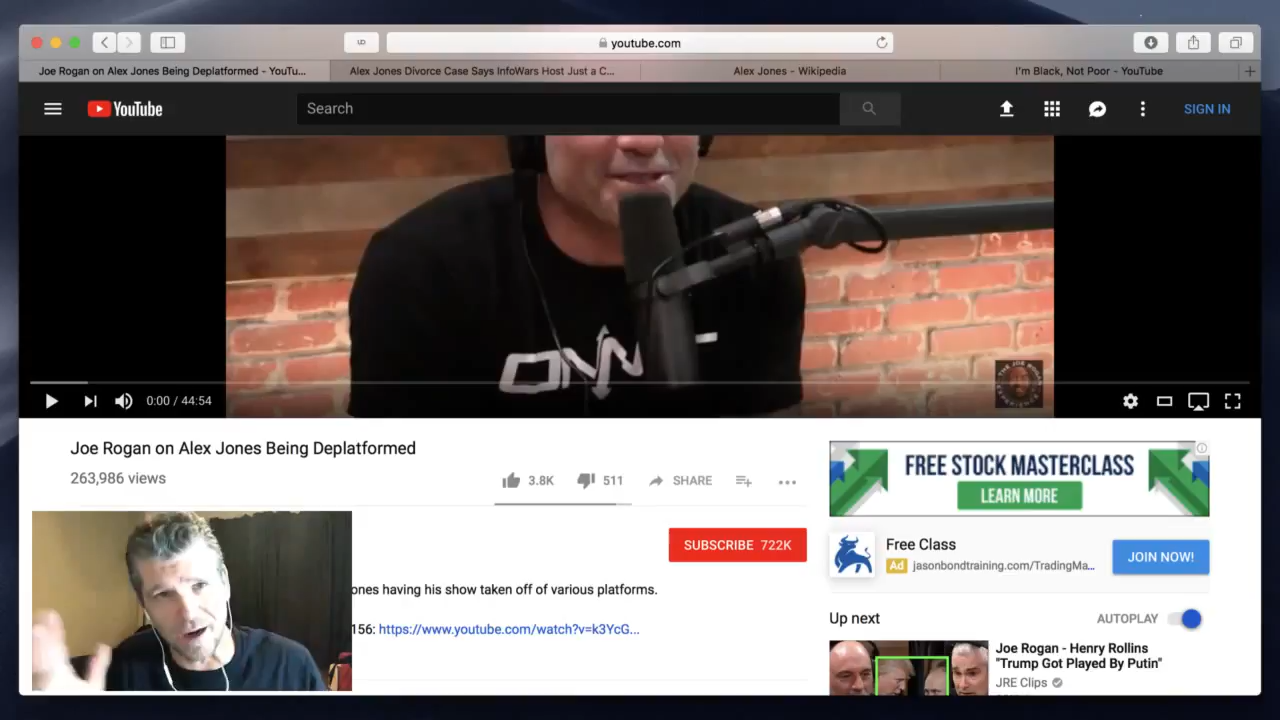 youtube.com
Joe Rogan on Alex Jones Being Deplatformed - YouTu...
Alex Jones Divorce Case Says InfoWars Host Just a C...
Alex Jones - Wikipedia
I'm Black, Not Poor - YouTube
YouTube
Search
SIGN IN
THE JOE ROGAN EXPERIENCE
0:00 / 44:54
Joe Rogan on Alex Jones Being Deplatformed
263,986 views
3.8K
511
SHARE
FREE STOCK MASTERCLASS
LEARN MORE
SUBSCRIBE 722K
Free Class
Ad jasonbondtraining.com/TradingMa...
JOIN NOW!
ones having his show taken off of various platforms.
156: https://www.youtube.com/watch?v=k3YcG...
Up next
AUTOPLAY
Joe Rogan - Henry Rollins
"Trump Got Played By Putin"
JRE Clips